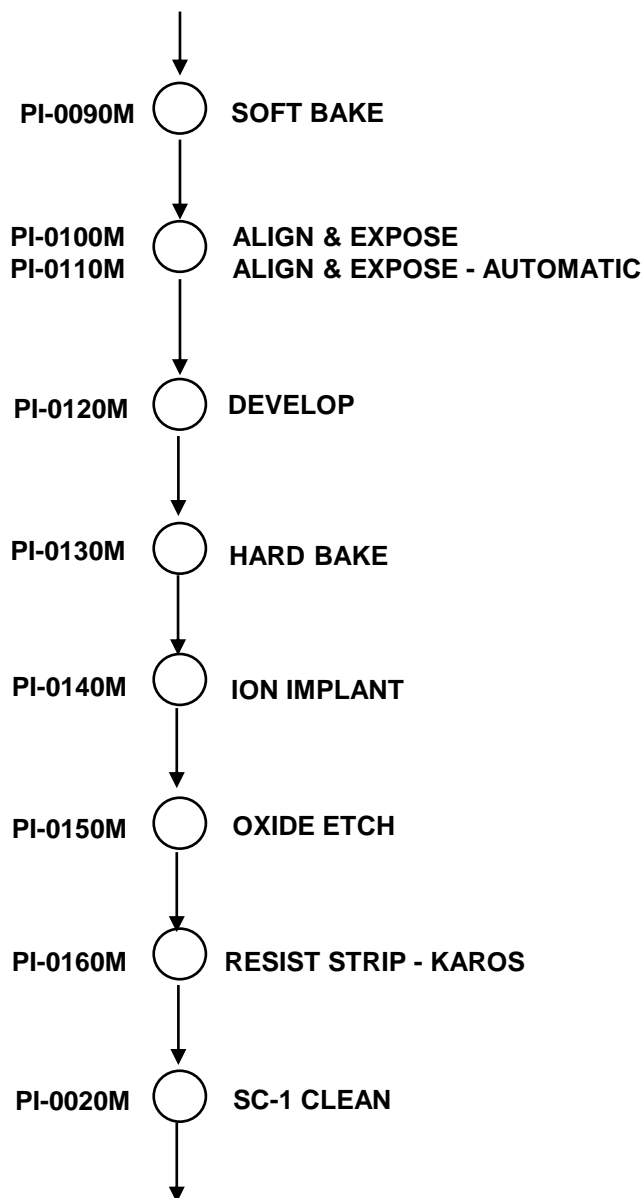 PI-0090M SOFT BAKE
PI-0100M ALIGN & EXPOSE
PI-0110M ALIGN & EXPOSE - AUTOMATIC
PI-0120M DEVELOP
PI-0130M HARD BAKE
PI-0140M ION IMPLANT
PI-0150M OXIDE ETCH
PI-0160M RESIST STRIP - KAROS
PI-0020M SC-1 CLEAN